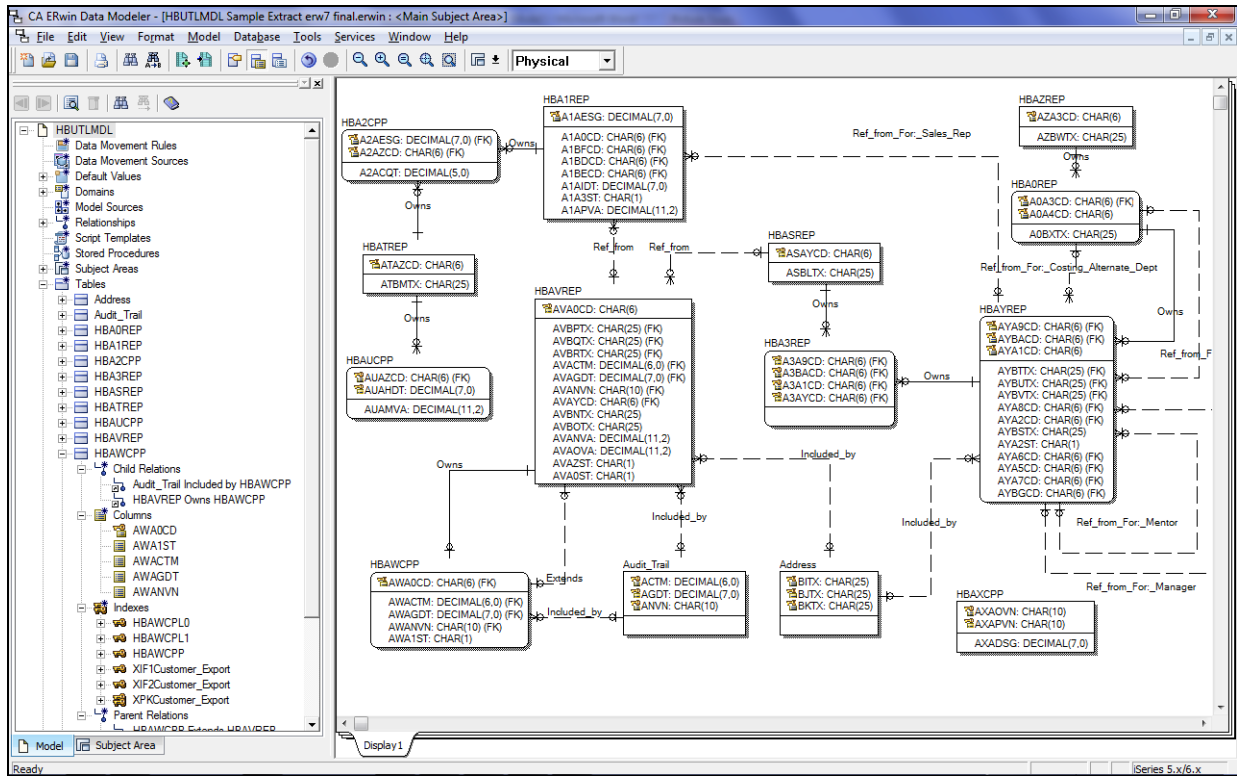 CA ERwin Data Modeler - [HBUTLMDL Sample Extract erw7 final.erwin : <Main Subject Area>]
File Edit View Format Model Database Tools Services Window Help
Physical
HBUTLMDL
Data Movement Rules
Data Movement Sources
Default Values
Domains
Model Sources
Relationships
Script Templates
Stored Procedures
Subject Areas
Tables
Address
Audit_Trail
HBA0REP
HBA1REP
HBA2CPP
HBA3REP
HBASREP
HBATREP
HBAUCPP
HBAVREP
HBAWCPP
Child Relations
Audit_Trail Included by HBAWCPP
HBAVREP Owns HBAWCPP
Columns
AWA0CD
AWA1ST
AWACTM
AWAGDT
AWANVN
Indexes
HBAWCPL0
HBAWCPL1
HBAWCPP
XIF1Customer_Export
XIF2Customer_Export
XPKCustomer_Export
Parent Relations
HBAWCPP Extends HBAVREP
Model
Subject Area
HBA2CPP
A2AESG: DECIMAL(7,0) (FK)
A2AZCD: CHAR(6) (FK)
A2ACQT: DECIMAL(5,0)
Owns
HBA1REP
A1AESG: DECIMAL(7,0)
A1A0CD: CHAR(6) (FK)
A1BFCD: CHAR(6) (FK)
A1BDCD: CHAR(6) (FK)
A1BECD: CHAR(6) (FK)
A1AIDT: DECIMAL(7,0)
A1A3ST: CHAR(1)
A1APVA: DECIMAL(11,2)
Ref_from_For:_Sales_Rep
HBAZREP
AZA3CD: CHAR(6)
AZBWTX: CHAR(25)
Owns
HBA0REP
A0A3CD: CHAR(6) (FK)
A0A4CD: CHAR(6)
A0BXTX: CHAR(25)
Owns
HBATREP
ATAZCD: CHAR(6)
ATBMTX: CHAR(25)
Owns
Ref_from
Ref_from
HBASREP
ASAYCD: CHAR(6)
ASBLTX: CHAR(25)
Owns
Ref_from_For:_Costing_Alternate_Dept
Owns
Ref_from_F
HBAUCPP
AUAZCD: CHAR(6) (FK)
AUAHDT: DECIMAL(7,0)
AUAMVA: DECIMAL(11,2)
HBAVREP
AVA0CD: CHAR(6)
AVBPTX: CHAR(25) (FK)
AVBQTX: CHAR(25) (FK)
AVBRTX: CHAR(25) (FK)
AVACTM: DECIMAL(6,0) (FK)
AVAGDT: DECIMAL(7,0) (FK)
AVANVN: CHAR(10) (FK)
AVAYCD: CHAR(6) (FK)
AVBNTX: CHAR(25)
AVBOTX: CHAR(25)
AVANVA: DECIMAL(11,2)
AVAOVA: DECIMAL(11,2)
AVAZST: CHAR(1)
AVA0ST: CHAR(1)
HBA3REP
A3A9CD: CHAR(6) (FK)
A3BACD: CHAR(6) (FK)
A3A1CD: CHAR(6) (FK)
A3AYCD: CHAR(6) (FK)
Owns
HBAYREP
AYA9CD: CHAR(6) (FK)
AYBACD: CHAR(6) (FK)
AYA1CD: CHAR(6)
AYBTTX: CHAR(25) (FK)
AYBUTX: CHAR(25) (FK)
AYBVTX: CHAR(25) (FK)
AYA8CD: CHAR(6) (FK)
AYA2CD: CHAR(6) (FK)
AYBSTX: CHAR(25)
AYA2ST: CHAR(1)
AYA6CD: CHAR(6) (FK)
AYA5CD: CHAR(6) (FK)
AYA7CD: CHAR(6) (FK)
AYBGCD: CHAR(6) (FK)
Owns
Included_by
Included_by
Included_by
Ref_from_For:_Mentor
Ref_from_For:_Manager
HBAWCPP
AWA0CD: CHAR(6) (FK)
AWACTM: DECIMAL(6,0) (FK)
AWAGDT: DECIMAL(7,0) (FK)
AWANVN: CHAR(10) (FK)
AWA1ST: CHAR(1)
Extends
Included_by
Audit_Trail
ACTM: DECIMAL(6,0)
AGDT: DECIMAL(7,0)
ANVN: CHAR(10)
Address
BITX: CHAR(25)
BJTX: CHAR(25)
BKTX: CHAR(25)
HBAXCPP
AXAOVN: CHAR(10)
AXAPVN: CHAR(10)
AXADSG: DECIMAL(7,0)
Display1
Ready
iSeries 5.x/6.x